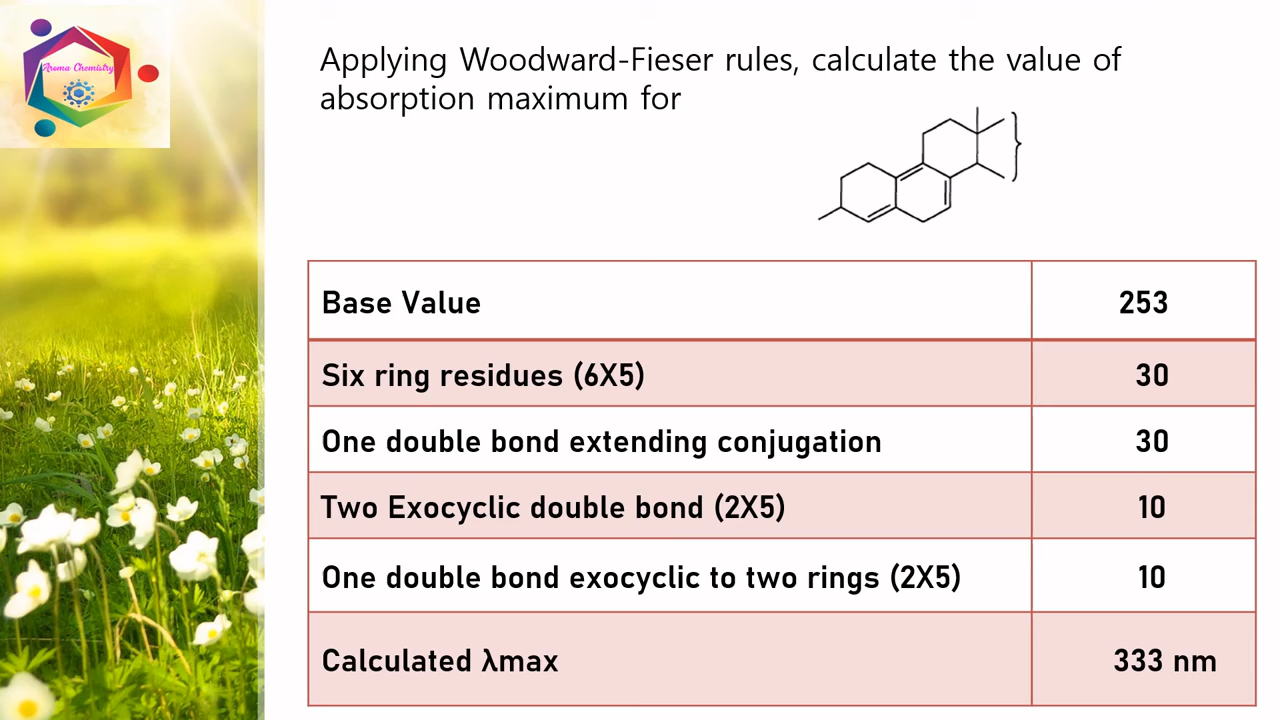 Aroma Chemistry
Applying Woodward-Fieser rules, calculate the value of
absorption maximum for
Base Value 253
Six ring residues (6X5) 30
One double bond extending conjugation 30
Two Exocyclic double bond (2X5) 10
One double bond exocyclic to two rings (2X5) 10
Calculated λmax 333 nm